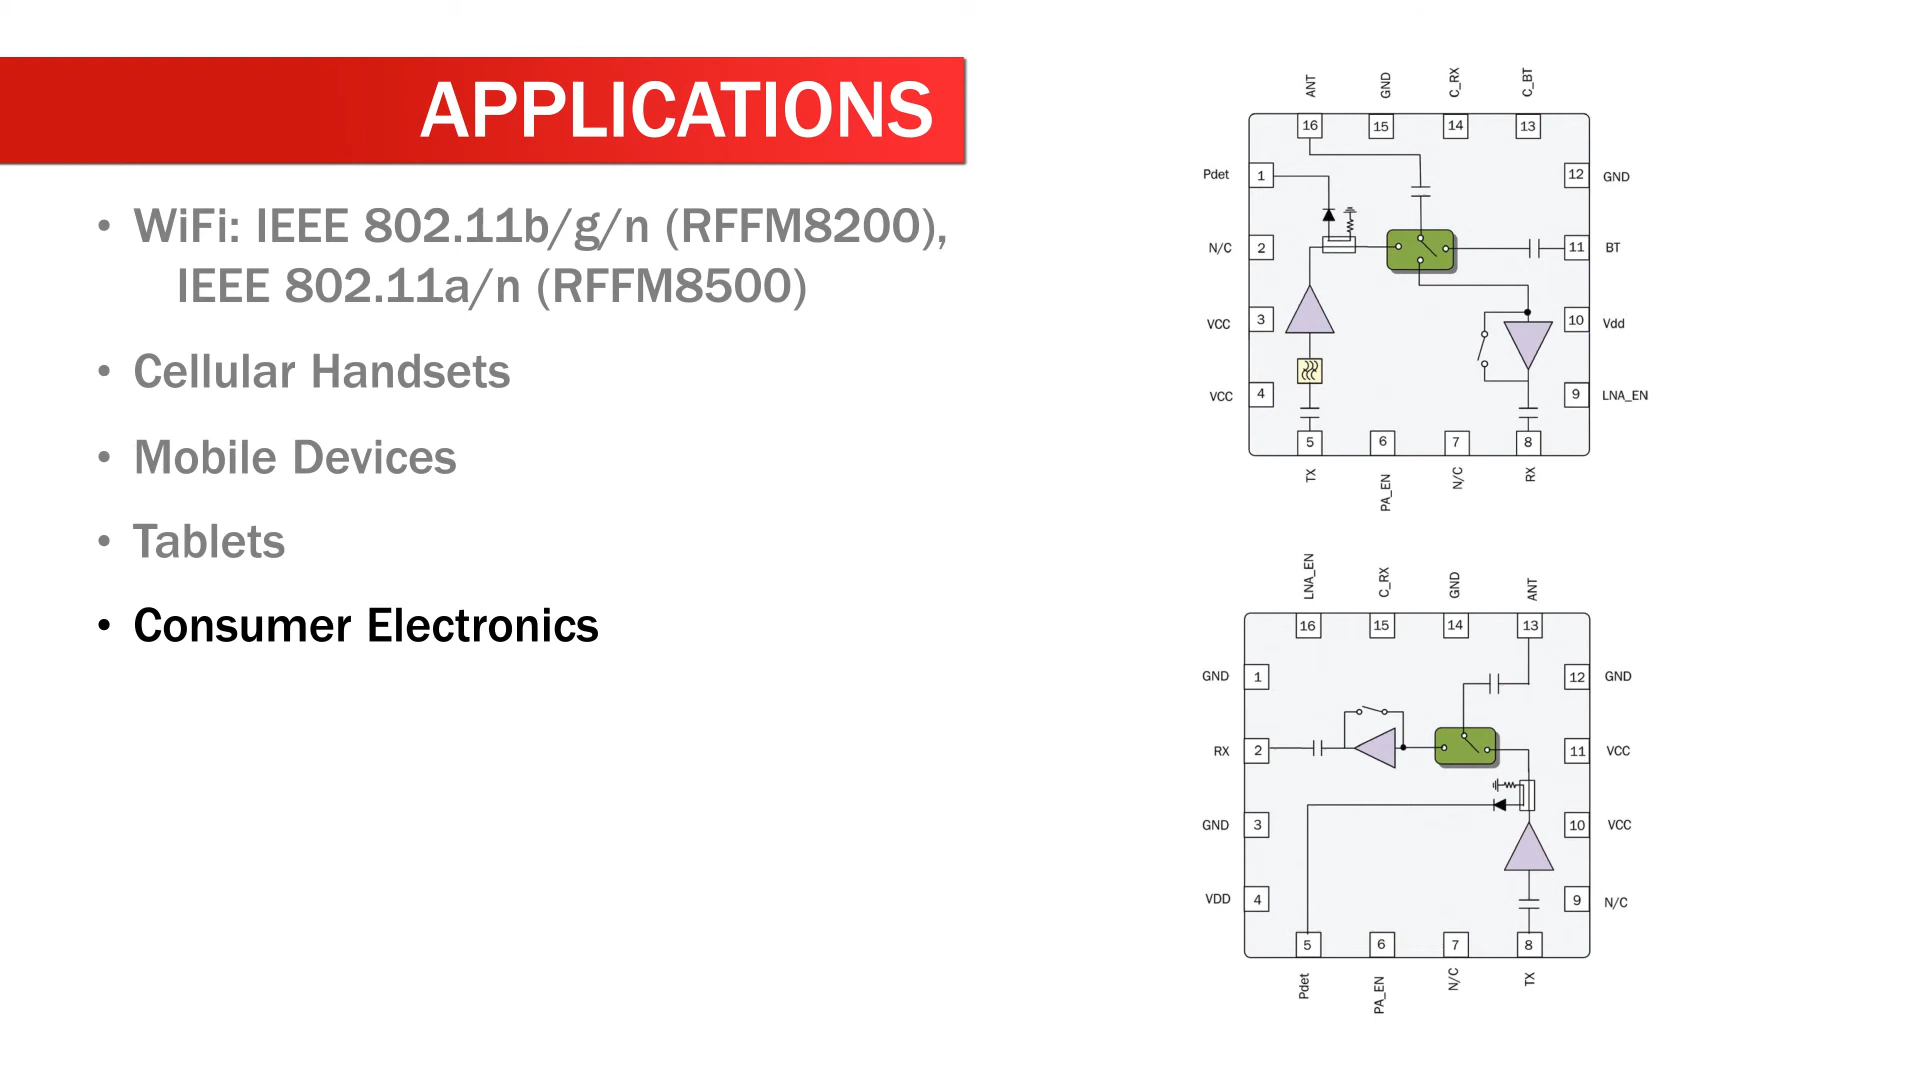 APPLICATIONS
• WiFi: IEEE 802.11b/g/n (RFFM8200),
IEEE 802.11a/n (RFFM8500)
• Cellular Handsets
• Mobile Devices
• Tablets
• Consumer Electronics
ANT GND C_RX C_BT
16 15 14 13
Pdet 1 12 GND
N/C 2 11 BT
VCC 3 10 Vdd
VCC 4 9 LNA_EN
5 6 7 8
TX PA_EN N/C RX
LNA_EN C_RX GND ANT
16 15 14 13
GND 1 12 GND
RX 2 11 VCC
GND 3 10 VCC
VDD 4 9 N/C
5 6 7 8
Pdet PA_EN N/C TX